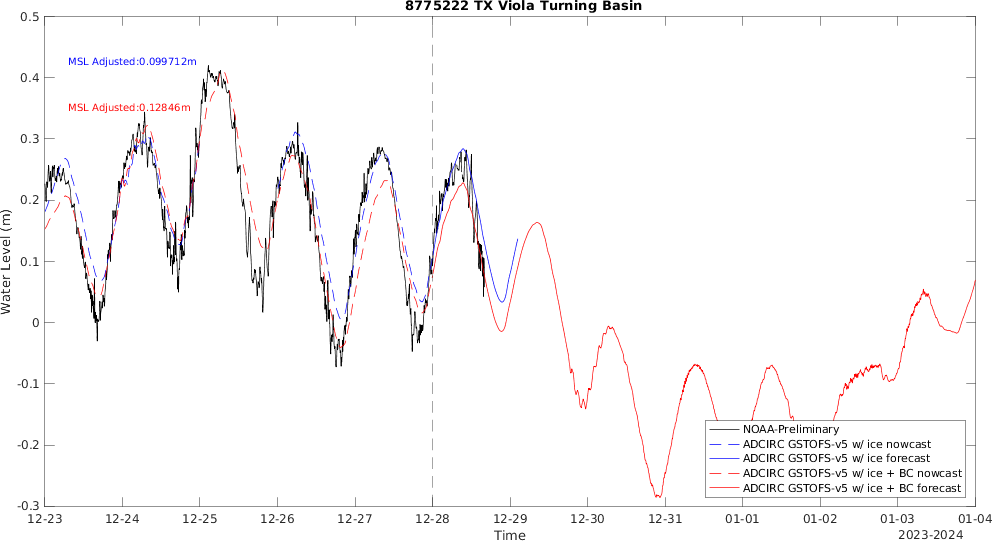 8775222 TX Viola Turning Basin
MSL Adjusted:0.099712m
MSL Adjusted:0.12846m
Water Level (m)
0.5
0.4
0.3
0.2
0.1
0
-0.1
-0.2
-0.3
NOAA-Preliminary
ADCIRC GSTOFS-v5 w/ ice nowcast
ADCIRC GSTOFS-v5 w/ ice forecast
ADCIRC GSTOFS-v5 w/ ice + BC nowcast
ADCIRC GSTOFS-v5 w/ ice + BC forecast
12-23 12-24 12-25 12-26 12-27 12-28 12-29 12-30 12-31 01-01 01-02 01-03 01-04
Time
2023-2024